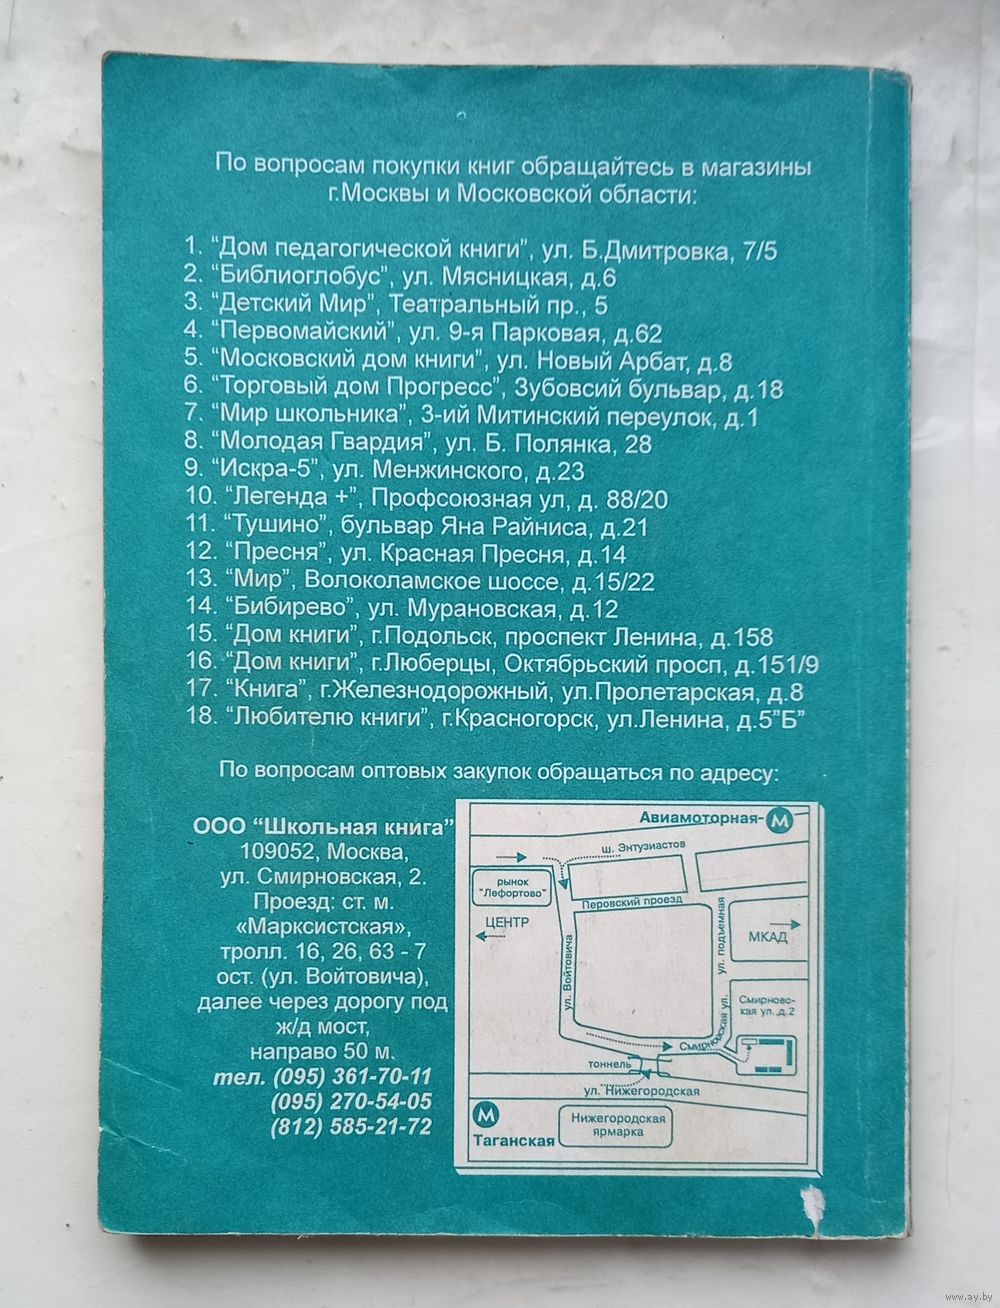 По вопросам покупки книг обращайтесь в магазины
г.Москвы и Московской области:
1. “Дом педагогической книги”, ул. Б.Дмитровка, 7/5
2. “Библиоглобус”, ул. Мясницкая, д.6
3. “Детский Мир”, Театральный пр., 5
4. “Первомайский”, ул. 9-я Парковая, д.62
5. “Московский дом книги”, ул. Новый Арбат, д.8
6. “Торговый дом Прогресс”, Зубовсий бульвар, д.18
7. “Мир школьника”, 3-ий Митинский переулок, д.1
8. “Молодая Гвардия”, ул. Б. Полянка, 28
9. “Искра-5”, ул. Менжинского, д.23
10. “Легенда +”, Профсоюзная ул, д. 88/20
11. “Тушино”, бульвар Яна Райниса, д.21
12. “Пресня”, ул. Красная Пресня, д.14
13. “Мир”, Волоколамское шоссе, д.15/22
14. “Бибирево”, ул. Мурановская, д.12
15. “Дом книги”, г.Подольск, проспект Ленина, д.158
16. “Дом книги”, г.Люберцы, Октябрьский просп, д.151/9
17. “Книга”, г.Железнодорожный, ул.Пролетарская, д.8
18. “Любителю книги”, г.Красногорск, ул.Ленина, д.5”Б”
По вопросам оптовых закупок обращаться по адресу:
ООО “Школьная книга”
109052, Москва,
ул. Смирновская, 2.
Проезд: ст. м.
«Марксистская»,
тролл. 16, 26, 63 - 7
ост. (ул. Войтовича),
далее через дорогу под
ж/д мост,
направо 50 м.
тел. (095) 361-70-11
(095) 270-54-05
(812) 585-21-72
Авиамоторная- М
ш. Энтузиастов
рынок
"Лефортово"
Перовский проезд
ЦЕНТР
ул. Войтовича
ул. подъемная
МКАД
Смирновс-
кая ул. д.2
Смирновская ул.
тоннель
ул. Нижегородская
М
Таганская
Нижегородская
ярмарка
www.ay.by